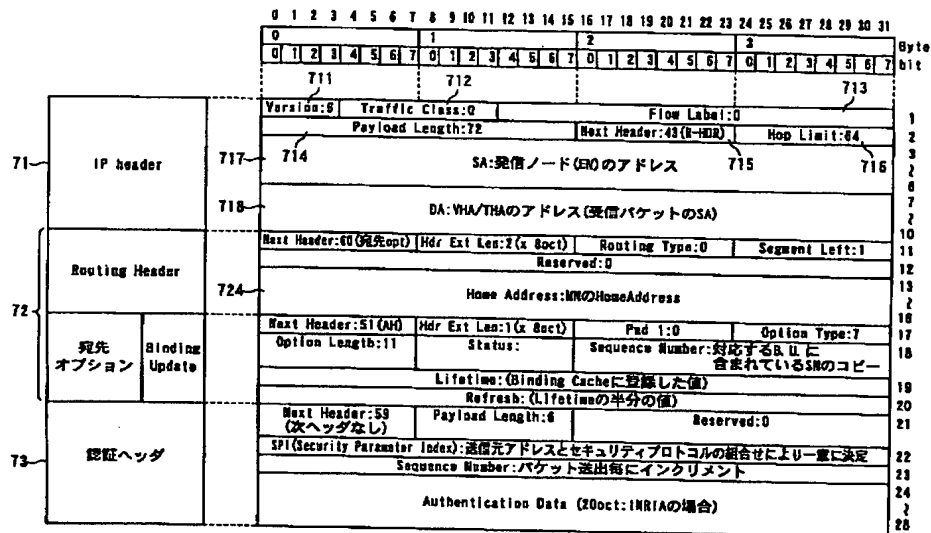 0 1 2 3 4 5 6 7 8 9 10 11 12 13 14 15 16 17 18 19 20 21 22 23 24 25 26 27 28 29 30 31
0 1 2 3 Byte
0 1 2 3 4 5 6 7 0 1 2 3 4 5 6 7 0 1 2 3 4 5 6 7 0 1 2 3 4 5 6 7 bit
711 712 713
Version:6 Traffic Class:0 Flow Label:0 1
Payload Length:72 Next Header:43(R-HDR) Hop Limit:64 2
714 715 716
71 IP header 717 SA:発信ノード(EN)のアドレス 3 ~ 6
718 DA:VHA/THAのアドレス(受信パケットのSA) 7 ~ 10
72 Routing Header
Next Header:60(宛先opt) Hdr Ext Len:2(x 8oct) Routing Type:0 Segment Left:1 11
Reserved:0 12
724 Home Address:MNのHomeAddress 13 ~ 16
宛先オプション Binding Update
Next Header:51(AH) Hdr Ext Len:1(x 8oct) Pad 1:0 Option Type:7 17
Option Length:11 Status: Sequence Number:対応するB.U.に 18
含まれているSNのコピー
Lifetime:(Binding Cacheに登録した値) 19
Refresh:(Lifetimeの半分の値) 20
73 認証ヘッダ
Next Header:59 Payload Length:6 Reserved:0 21
(次ヘッダなし)
SPI(Security Parameter Index):送信元アドレスとセキュリティプロトコルの組合せにより一意に決定 22
Sequence Number:パケット送出毎にインクリメント 23
Authentication Data (20oct:INRIAの場合) 24 ~ 28